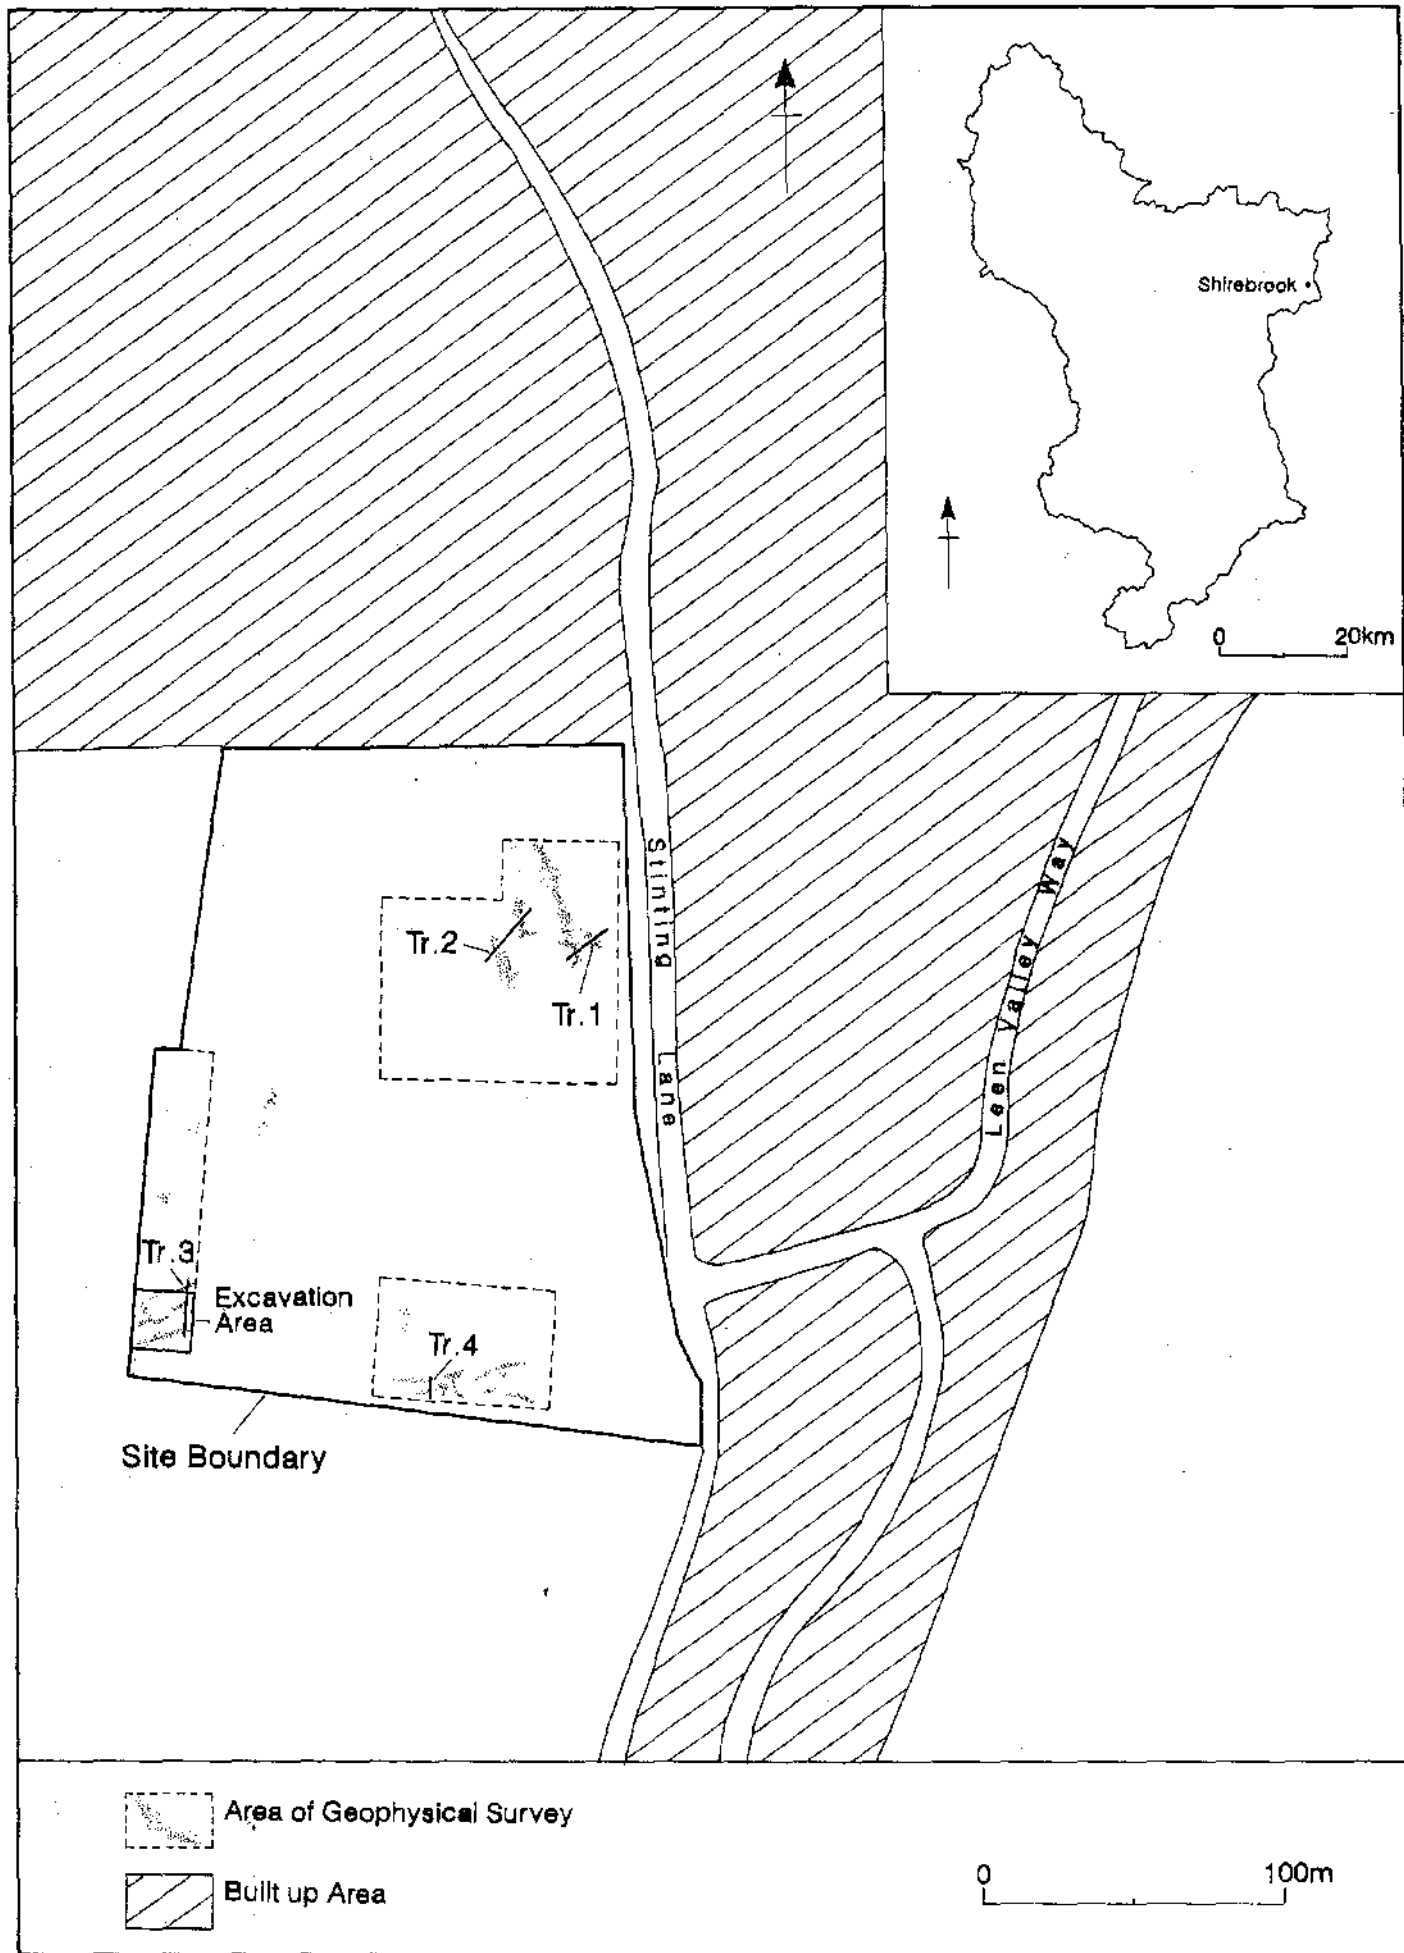 Shirebrook
0 20km
Stinting Lane
Leen Valley Way
Tr.2
Tr.1
Tr.3
Excavation
Area
Tr.4
Site Boundary
Area of Geophysical Survey
Built up Area
0 100m